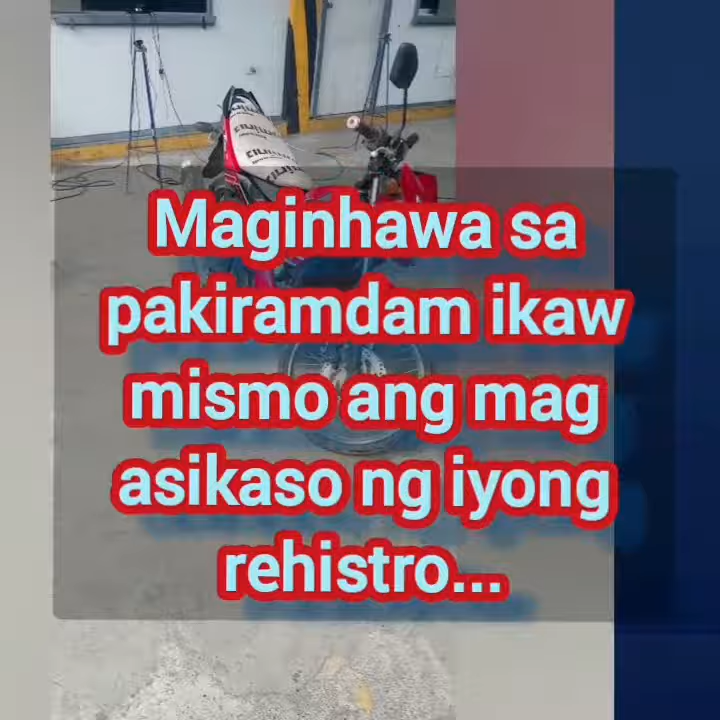 Maginhawa sa
pakiramdam ikaw
mismo ang mag
asikaso ng iyong
rehistro...